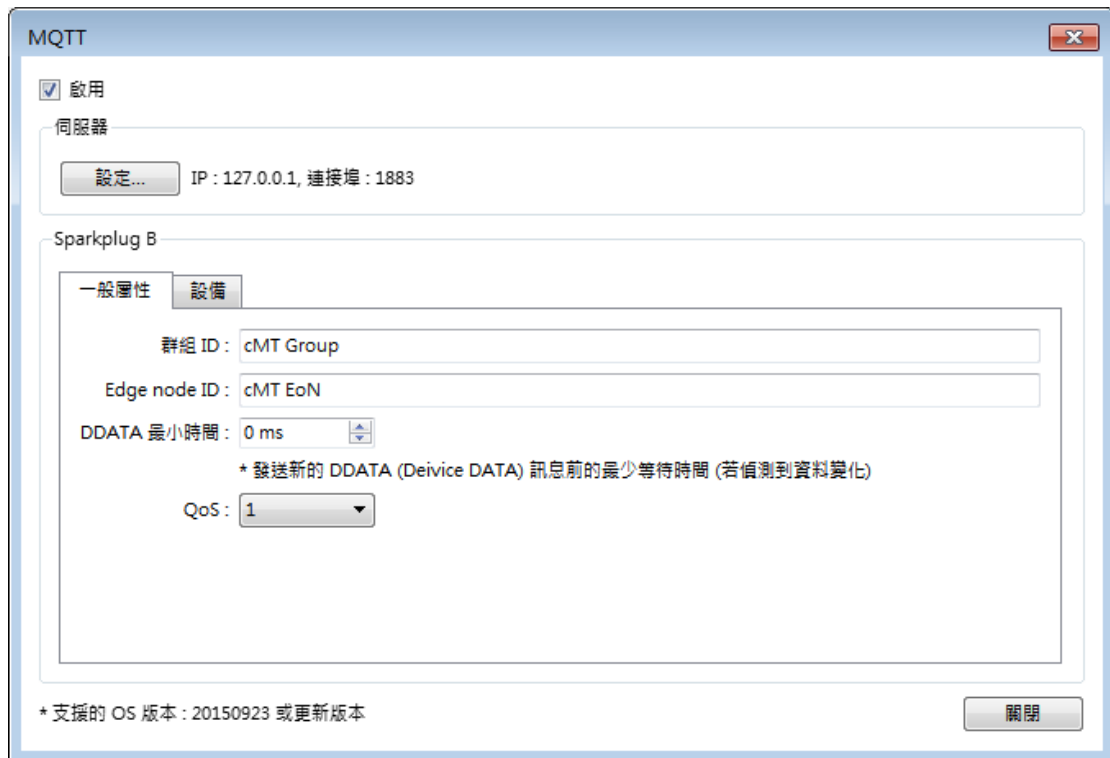 MQTT
啟用
伺服器
設定... IP : 127.0.0.1, 連接埠 : 1883
Sparkplug B
一般屬性 設備
群組 ID : cMT Group
Edge node ID : cMT EoN
DDATA 最小時間 : 0 ms
* 發送新的 DDATA (Deivice DATA) 訊息前的最少等待時間 (若偵測到資料變化)
QoS : 1
* 支援的 OS 版本 : 20150923 或更新版本 關閉